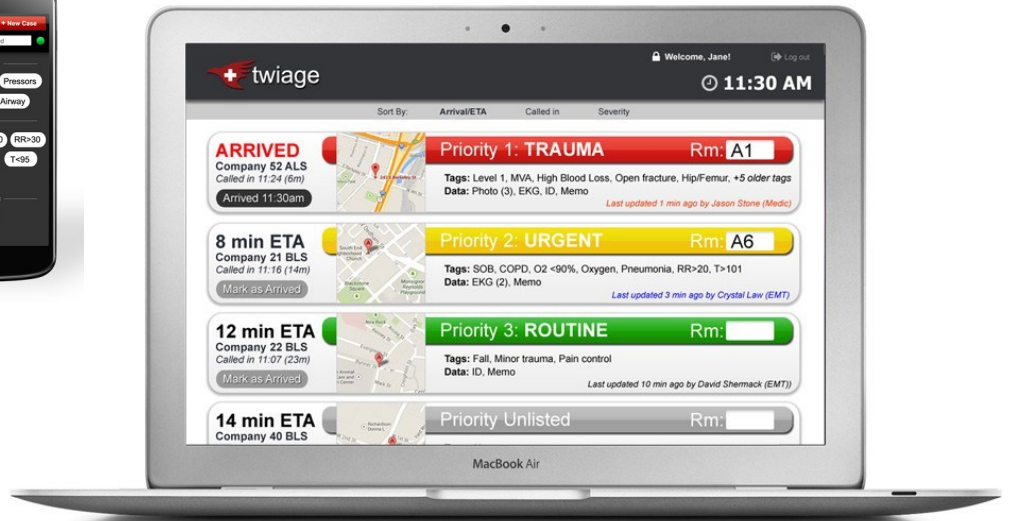 + New Case
Pressors
Airway
RR>30
T<95
twiage
Welcome, Jane!
Log out
11:30 AM
Sort By: Arrival/ETA Called in Severity
ARRIVED
Company 52 ALS
Called in 11:24 (6m)
Arrived 11:30am
Priority 1: TRAUMA Rm: A1
Tags: Level 1, MVA, High Blood Loss, Open fracture, Hip/Femur, +5 older tags
Data: Photo (3), EKG, ID, Memo
Last updated 1 min ago by Jason Stone (Medic)
8 min ETA
Company 21 BLS
Called in 11:16 (14m)
Mark as Arrived
South End
Priority 2: URGENT Rm: A6
Tags: SOB, COPD, O2 <90%, Oxygen, Pneumonia, RR>20, T>101
Data: EKG (2), Memo
Last updated 3 min ago by Crystal Law (EMT)
12 min ETA
Company 22 BLS
Called in 11:07 (23m)
Mark as Arrived
Priority 3: ROUTINE Rm:
Tags: Fall, Minor trauma, Pain control
Data: ID, Memo
Last updated 10 min ago by David Shermack (EMT))
14 min ETA
Company 40 BLS
Priority Unlisted Rm:
MacBook Air